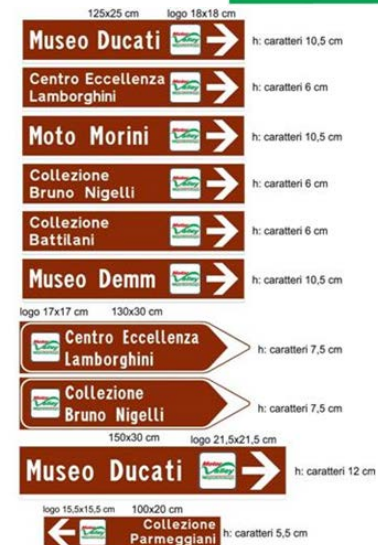 125x25 cm logo 18x18 cm
Museo Ducati
h: caratteri 10,5 cm
Centro Eccellenza
Lamborghini
h: caratteri 6 cm
Moto Morini
h: caratteri 10,5 cm
Collezione
Bruno Nigelli
h: caratteri 6 cm
Collezione
Battilani
h: caratteri 6 cm
Museo Demm
h: caratteri 10,5 cm
logo 17x17 cm 130x30 cm
Centro Eccellenza
Lamborghini
h: caratteri 7,5 cm
Collezione
Bruno Nigelli
h: caratteri 7,5 cm
150x30 cm logo 21,5x21,5 cm
Museo Ducati
Motor
Valley
h: caratteri 12 cm
logo 15,5x15,5 cm 100x20 cm
Collezione
Parmeggiani
h: caratteri 5,5 cm